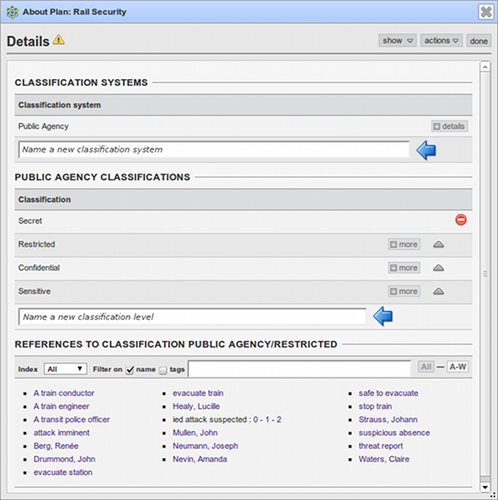 About Plan: Rail Security
Details show actions done
CLASSIFICATION SYSTEMS
Classification system
Public Agency details
Name a new classification system
PUBLIC AGENCY CLASSIFICATIONS
Classification
Secret
Restricted more
Confidential more
Sensitive more
Name a new classification level
REFERENCES TO CLASSIFICATION PUBLIC AGENCY/RESTRICTED
Index All Filter on name tags All — A-W
A train conductor evacuate train safe to evacuate
A train engineer Healy, Lucille stop train
A transit police officer ied attack suspected : 0 - 1 - 2 Strauss, Johann
attack imminent Mullen, John suspicious absence
Berg, Renée Neumann, Joseph threat report
Drummond, John Nevin, Amanda Waters, Claire
evacuate station